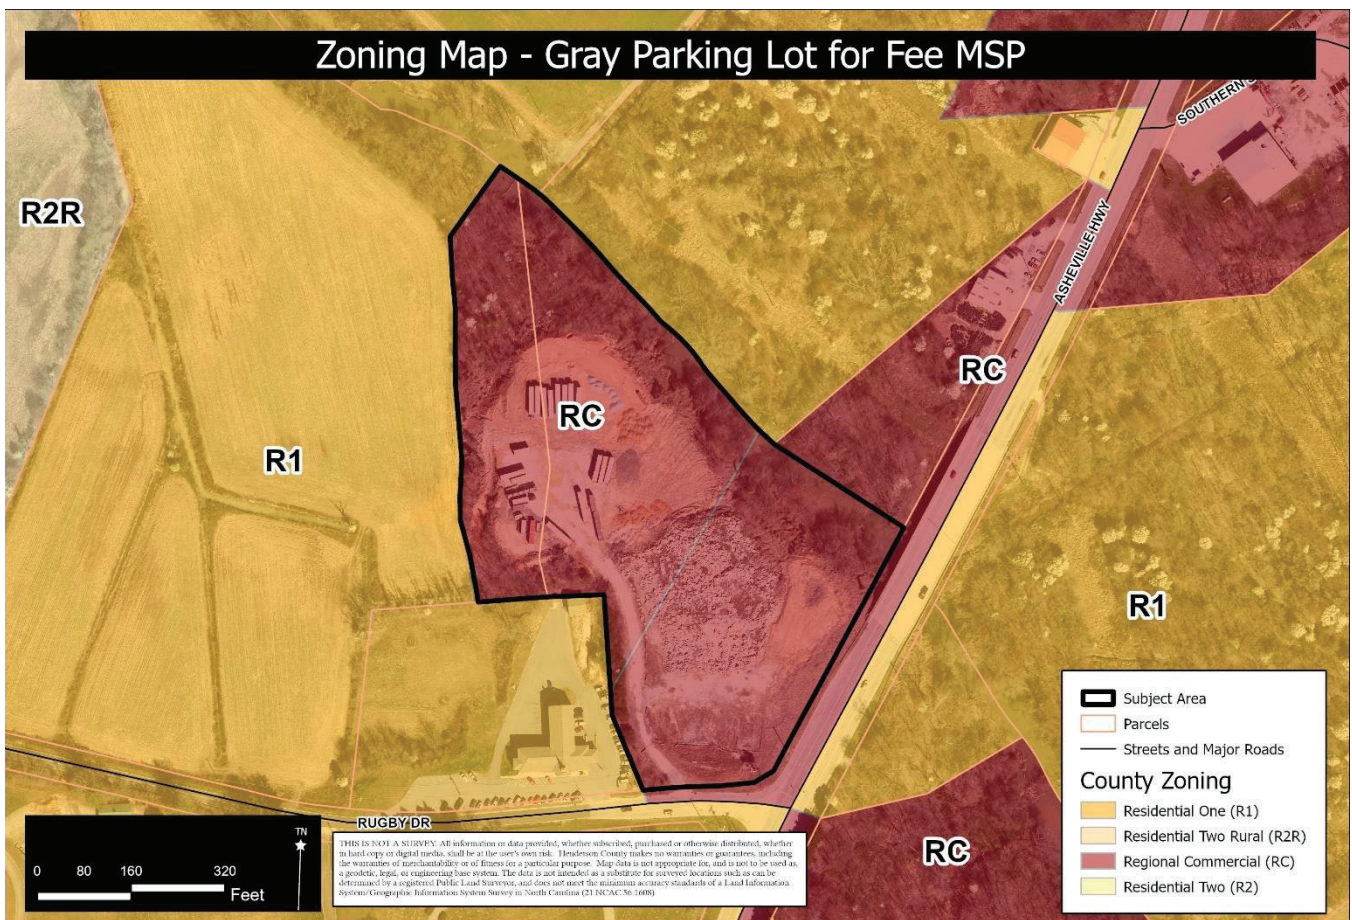 Zoning Map - Gray Parking Lot for Fee MSP
SOUTHERN
R2R
ASHEVILLE HWY
RC
RC
R1
R1
Subject Area
Parcels
Streets and Major Roads
County Zoning
Residential One (R1)
Residential Two Rural (R2R)
Regional Commercial (RC)
Residential Two (R2)
RC
RUGBY DR
TN
0 80 160 320
Feet
THIS IS NOT A SURVEY. All information or data provided, whether subscribed, purchased or otherwise distributed, whether
in hard copy or digital media, shall be at the user's own risk. Henderson County makes no warranties or guarantees, including
the warranties of merchantability or of fitness for a particular purpose. Map data is not appropriate for, and is not to be used as,
a geodetic, legal, or engineering base system. The data is not intended as a substitute for surveyed locations such as can be
determined by a registered Public Land Surveyor, and does not meet the minimum accuracy standards of a Land Information
System/Geographic Information System Survey in North Carolina (21 NCAC 56.1608)